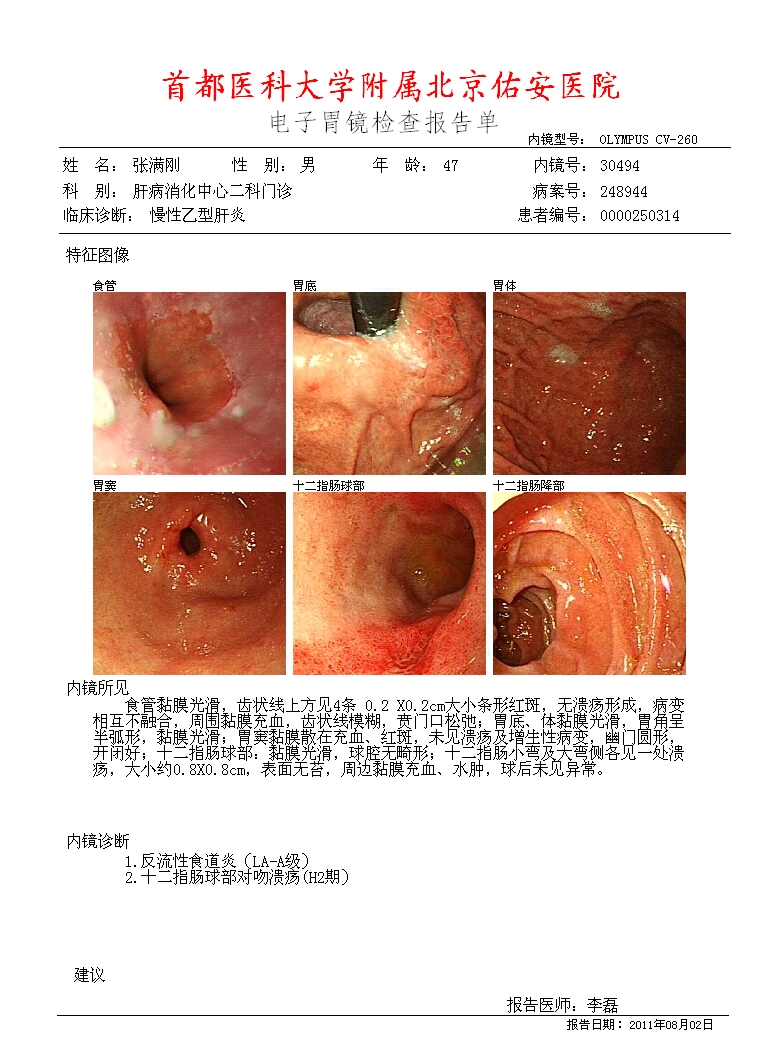 首都医科大学附属北京佑安医院
电子胃镜检查报告单
内镜型号： OLYMPUS CV-260
姓 名： 张满刚 性 别： 男 年 龄： 47 内镜号： 30494
科 别： 肝病消化中心二科门诊 病案号： 248944
临床诊断： 慢性乙型肝炎 患者编号： 0000250314
特征图像
食管 胃底 胃体
胃窦 十二指肠球部 十二指肠降部
内镜所见
食管黏膜光滑，齿状线上方见4条 0.2 X0.2cm大小条形红斑，无溃疡形成，病变
相互不融合，周围黏膜充血，齿状线模糊，贲门口松弛；胃底、体黏膜光滑，胃角呈
半弧形，黏膜光滑；胃窦黏膜散在充血、红斑，未见溃疡及增生性病变，幽门圆形，
开闭好；十二指肠球部：黏膜光滑，球腔无畸形；十二指肠小弯及大弯侧各见一处溃
疡，大小约0.8X0.8cm，表面无苔，周边黏膜充血、水肿，球后未见异常。
内镜诊断
1.反流性食道炎（LA-A级）
2.十二指肠球部对吻溃疡(H2期)
建议
报告医师： 李磊
报告日期： 2011年08月02日